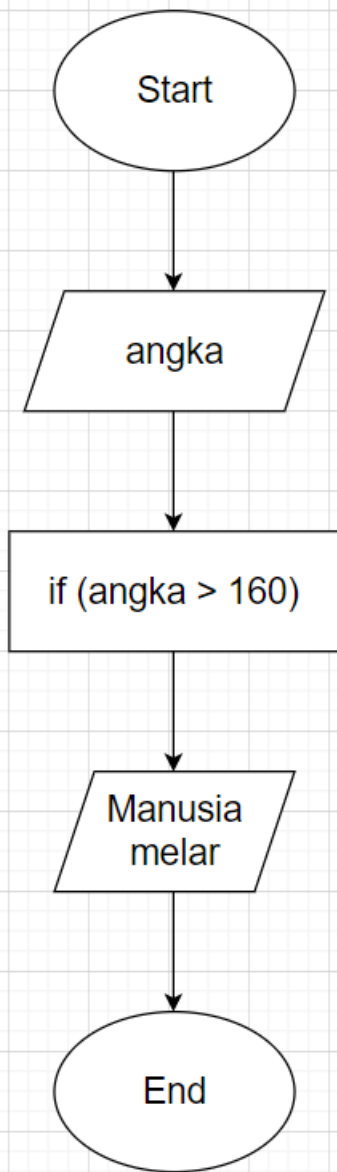 Start
angka
if (angka > 160)
Manusia
melar
End